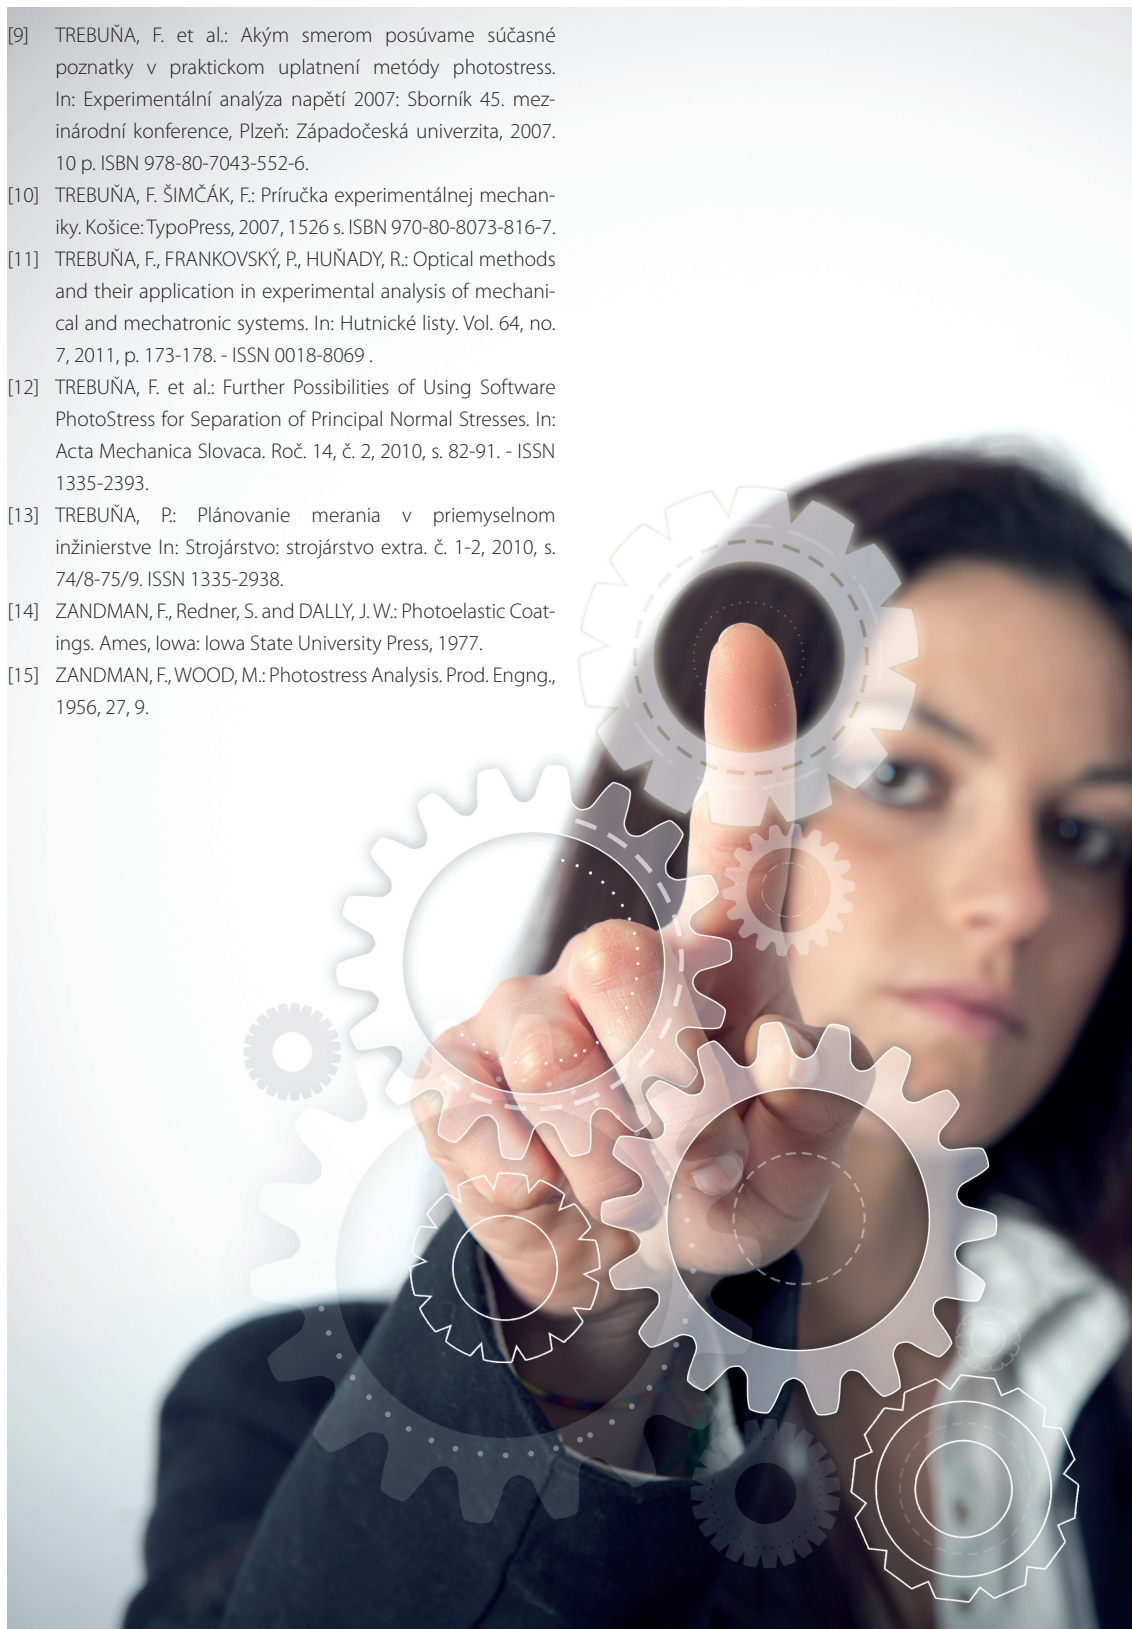 [9] TREBUŇA, F. et al.: Akým smerom posúvame súčasné
poznatky v praktickom uplatnení metódy photostress.
In: Experimentální analýza napětí 2007: Sborník 45. mez-
inárodní konference, Plzeň: Západočeská univerzita, 2007.
10 p. ISBN 978-80-7043-552-6.
[10] TREBUŇA, F. ŠIMČÁK, F.: Príručka experimentálnej mechan-
iky. Košice: TypoPress, 2007, 1526 s. ISBN 970-80-8073-816-7.
[11] TREBUŇA, F., FRANKOVSKÝ, P., HUŇADY, R.: Optical methods
and their application in experimental analysis of mechani-
cal and mechatronic systems. In: Hutnické listy. Vol. 64, no.
7, 2011, p. 173-178. - ISSN 0018-8069 .
[12] TREBUŇA, F. et al.: Further Possibilities of Using Software
PhotoStress for Separation of Principal Normal Stresses. In:
Acta Mechanica Slovaca. Roč. 14, č. 2, 2010, s. 82-91. - ISSN
1335-2393.
[13] TREBUŇA, P.: Plánovanie merania v priemyselnom
inžinierstve In: Strojárstvo: strojárstvo extra. č. 1-2, 2010, s.
74/8-75/9. ISSN 1335-2938.
[14] ZANDMAN, F., Redner, S. and DALLY, J. W.: Photoelastic Coat-
ings. Ames, Iowa: Iowa State University Press, 1977.
[15] ZANDMAN, F., WOOD, M.: Photostress Analysis. Prod. Engng.,
1956, 27, 9.